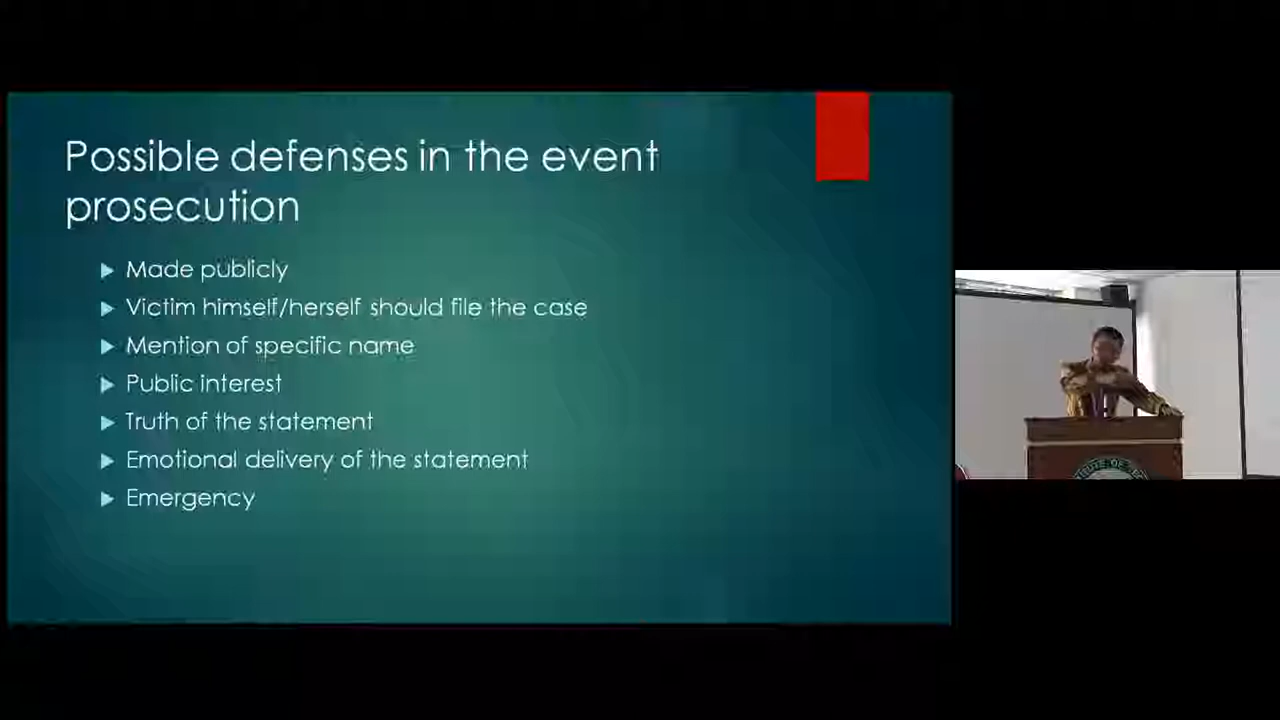 Possible defenses in the event
prosecution
Made publicly
Victim himself/herself should file the case
Mention of specific name
Public interest
Truth of the statement
Emotional delivery of the statement
Emergency